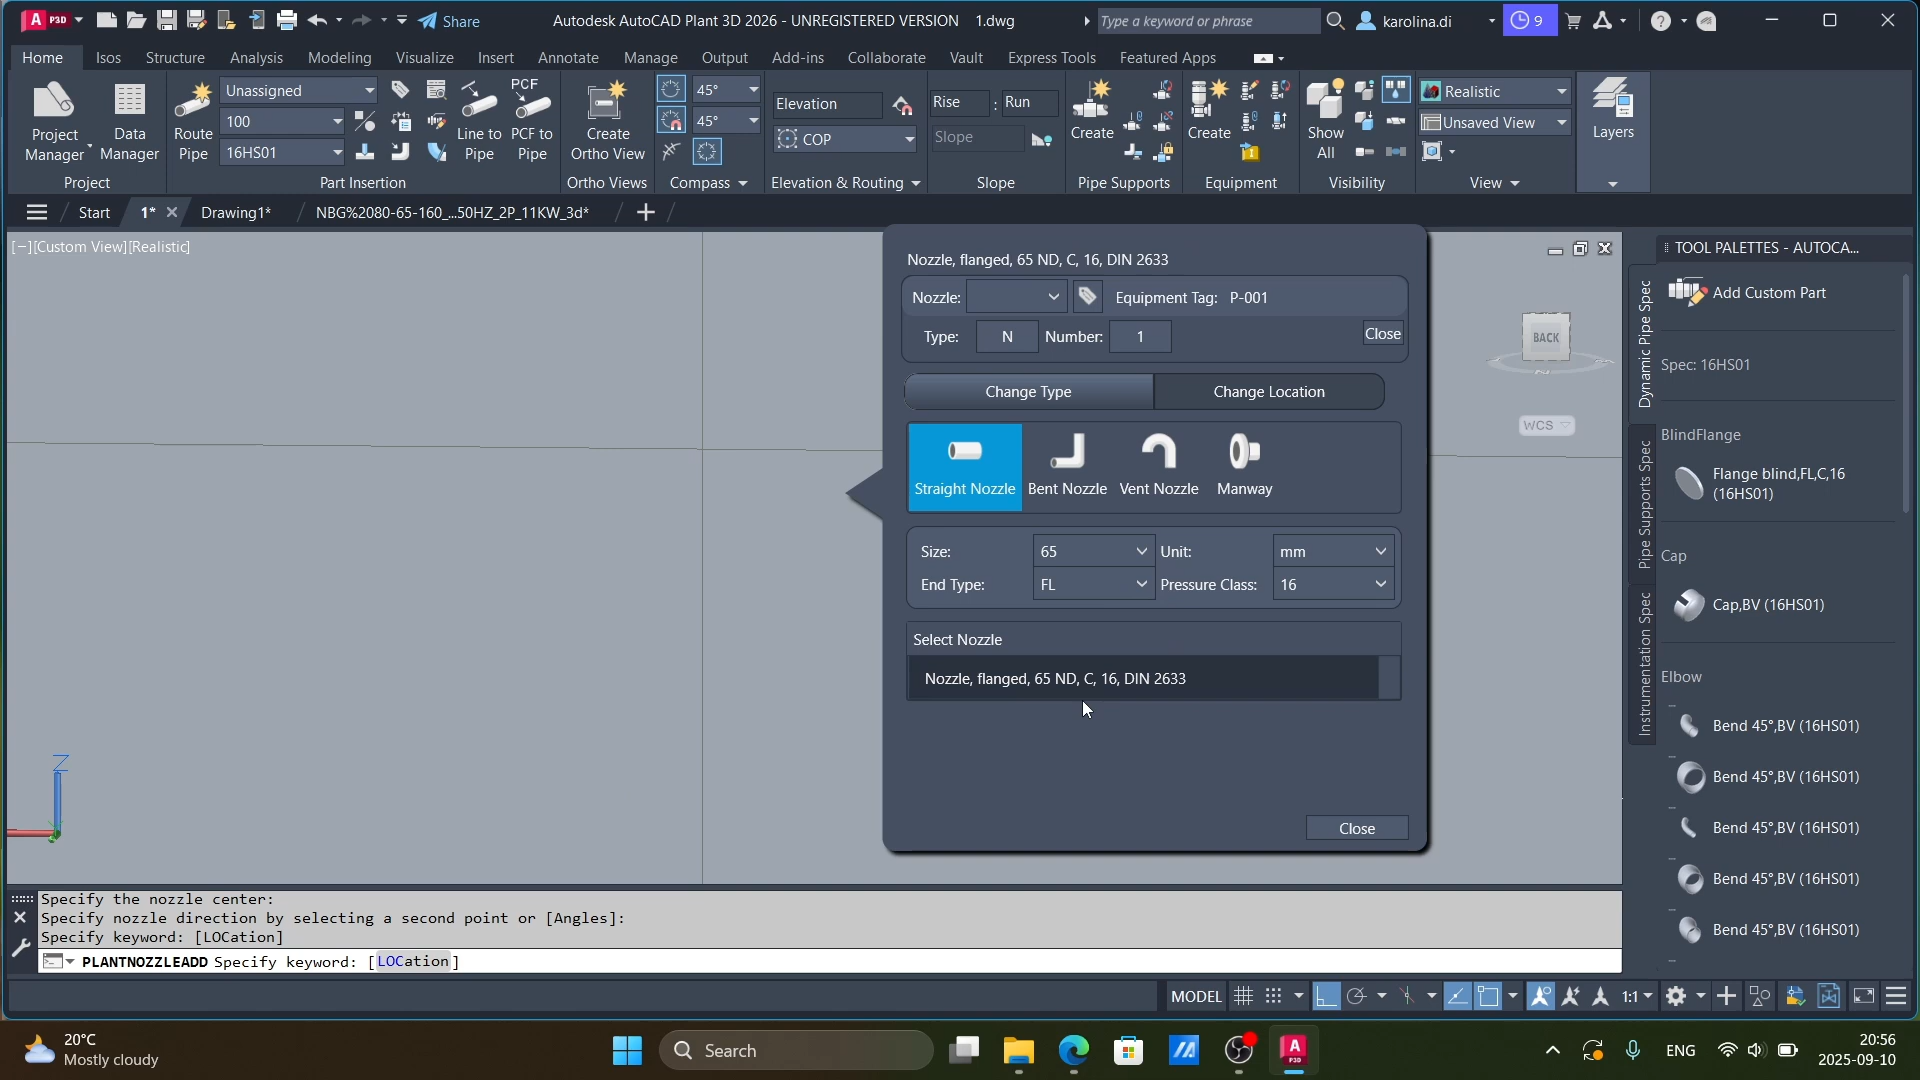 P3D Share Autodesk AutoCAD Plant 3D 2026 - UNREGISTERED VERSION 1.dwg Type a keyword or phrase karolina.di 9
Home Isos Structure Analysis Modeling Visualize Insert Annotate Manage Output Add-ins Collaborate Vault Express Tools Featured Apps
Project Manager
Data Manager
Project
Route Pipe
Unassigned
100
16HS01
Line to Pipe
PCF
PCF to Pipe
Part Insertion
Create Ortho View
Ortho Views
45°
45°
Compass
Elevation
COP
Elevation & Routing
Rise : Run
Slope
Slope
Create
Pipe Supports
Create
Equipment
Show All
Visibility
Realistic
Unsaved View
View
Layers
Start 1* Drawing1* NBG%2080-65-160_...50HZ_2P_11KW_3d*
[−][Custom View][Realistic]
Nozzle, flanged, 65 ND, C, 16, DIN 2633
Nozzle: Equipment Tag: P-001
Type: N Number: 1 Close
Change Type Change Location
Straight Nozzle Bent Nozzle Vent Nozzle Manway
Size: 65 Unit: mm
End Type: FL Pressure Class: 16
Select Nozzle
Nozzle, flanged, 65 ND, C, 16, DIN 2633
Close
BACK
WCS
Z
TOOL PALETTES - AUTOCA...
Dynamic Pipe Spec
Pipe Supports Spec
Instrumentation Spec
Add Custom Part
Spec: 16HS01
BlindFlange
Flange blind,FL,C,16
(16HS01)
Cap
Cap,BV (16HS01)
Elbow
Bend 45°,BV (16HS01)
Bend 45°,BV (16HS01)
Bend 45°,BV (16HS01)
Bend 45°,BV (16HS01)
Bend 45°,BV (16HS01)
Specify the nozzle center:
Specify nozzle direction by selecting a second point or [Angles]:
Specify keyword: [LOCation]
PLANTNOZZLEADD Specify keyword: [LOCation]
MODEL 1:1
20°C
Mostly cloudy
Search
ENG
20:56
2025-09-10